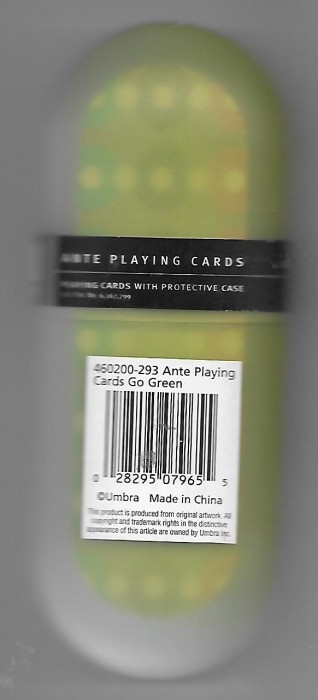 ANTE PLAYING CARDS
PLAYING CARDS WITH PROTECTIVE CASE
460200-293 Ante Playing
Cards Go Green
0 28295 07965 5
©Umbra Made in China
This product is produced from original artwork. All
copyright and trademark rights in the distinctive
appearance of this article are owned by Umbra Inc.